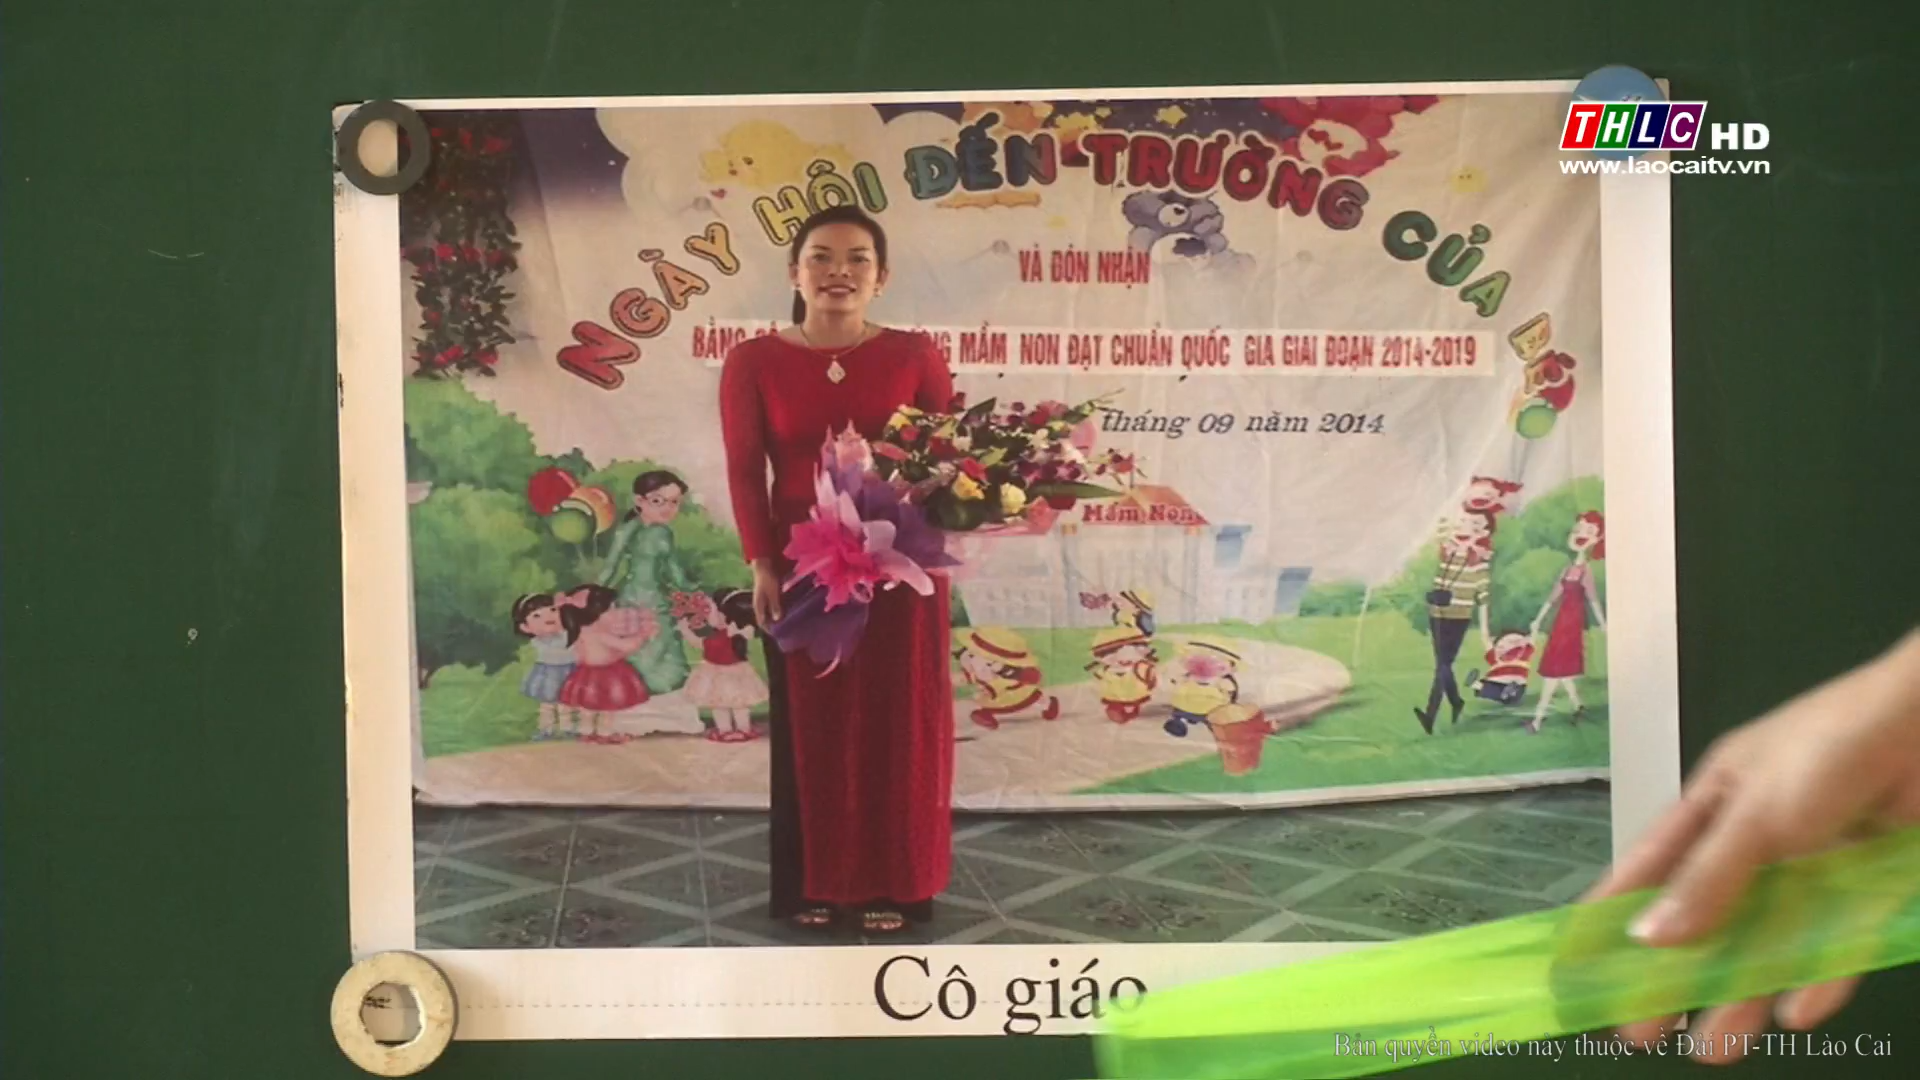 THLC HD
www.laocaitv.vn
NGÀY HỘI ĐẾN TRƯỜNG CỦA BÉ
VÀ ĐÓN NHẬN
BẰNG MẦM NON ĐẠT CHUẨN QUỐC GIA GIAI ĐOẠN 2014-2019
tháng 09 năm 2014
Mầm Non
Cô giáo
Bản quyền video này thuộc về Đài PT-TH Lào Cai